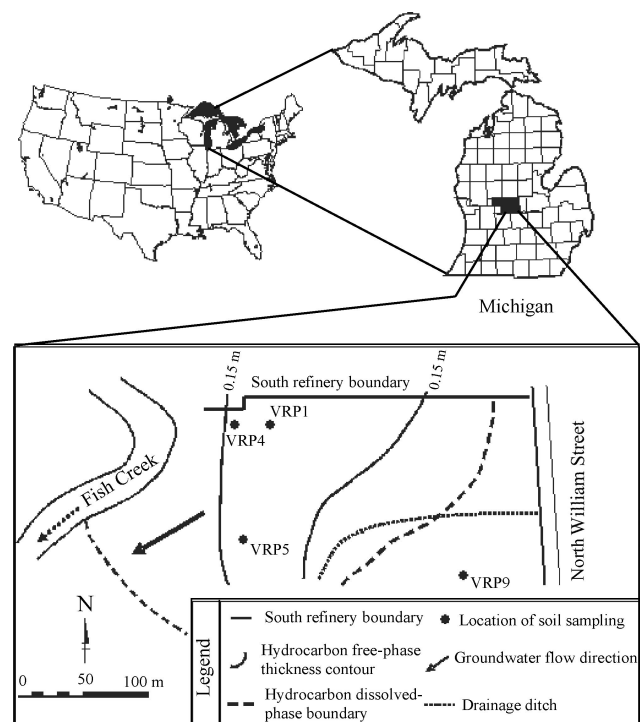 Michigan
0.15 m
0.15 m
South refinery boundary
VRP4
VRP1
Fish Creek
VRP5
VRP9
North William Street
N
0 50 100 m
Legend
South refinery boundary
Location of soil sampling
Hydrocarbon free-phase
thickness contour
Groundwater flow direction
Hydrocarbon dissolved-
phase boundary
Drainage ditch